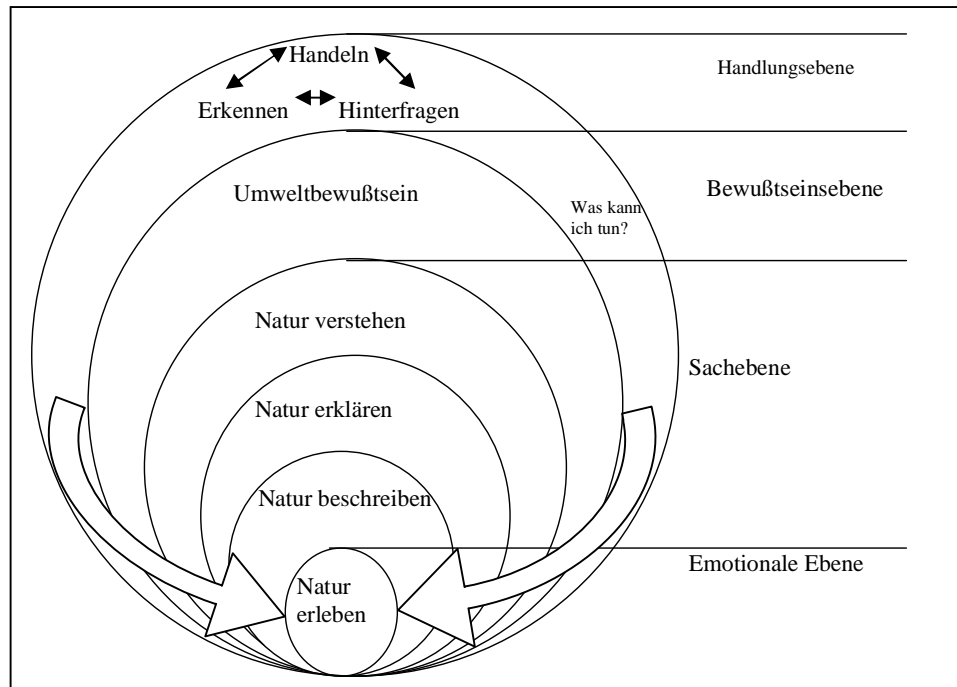 Handeln
Handlungsebene
Erkennen
Hinterfragen
Umweltbewußtsein
Bewußtseinsebene
Was kann
ich tun?
Natur verstehen
Sachebene
Natur erklären
Natur beschreiben
Emotionale Ebene
Natur
erleben